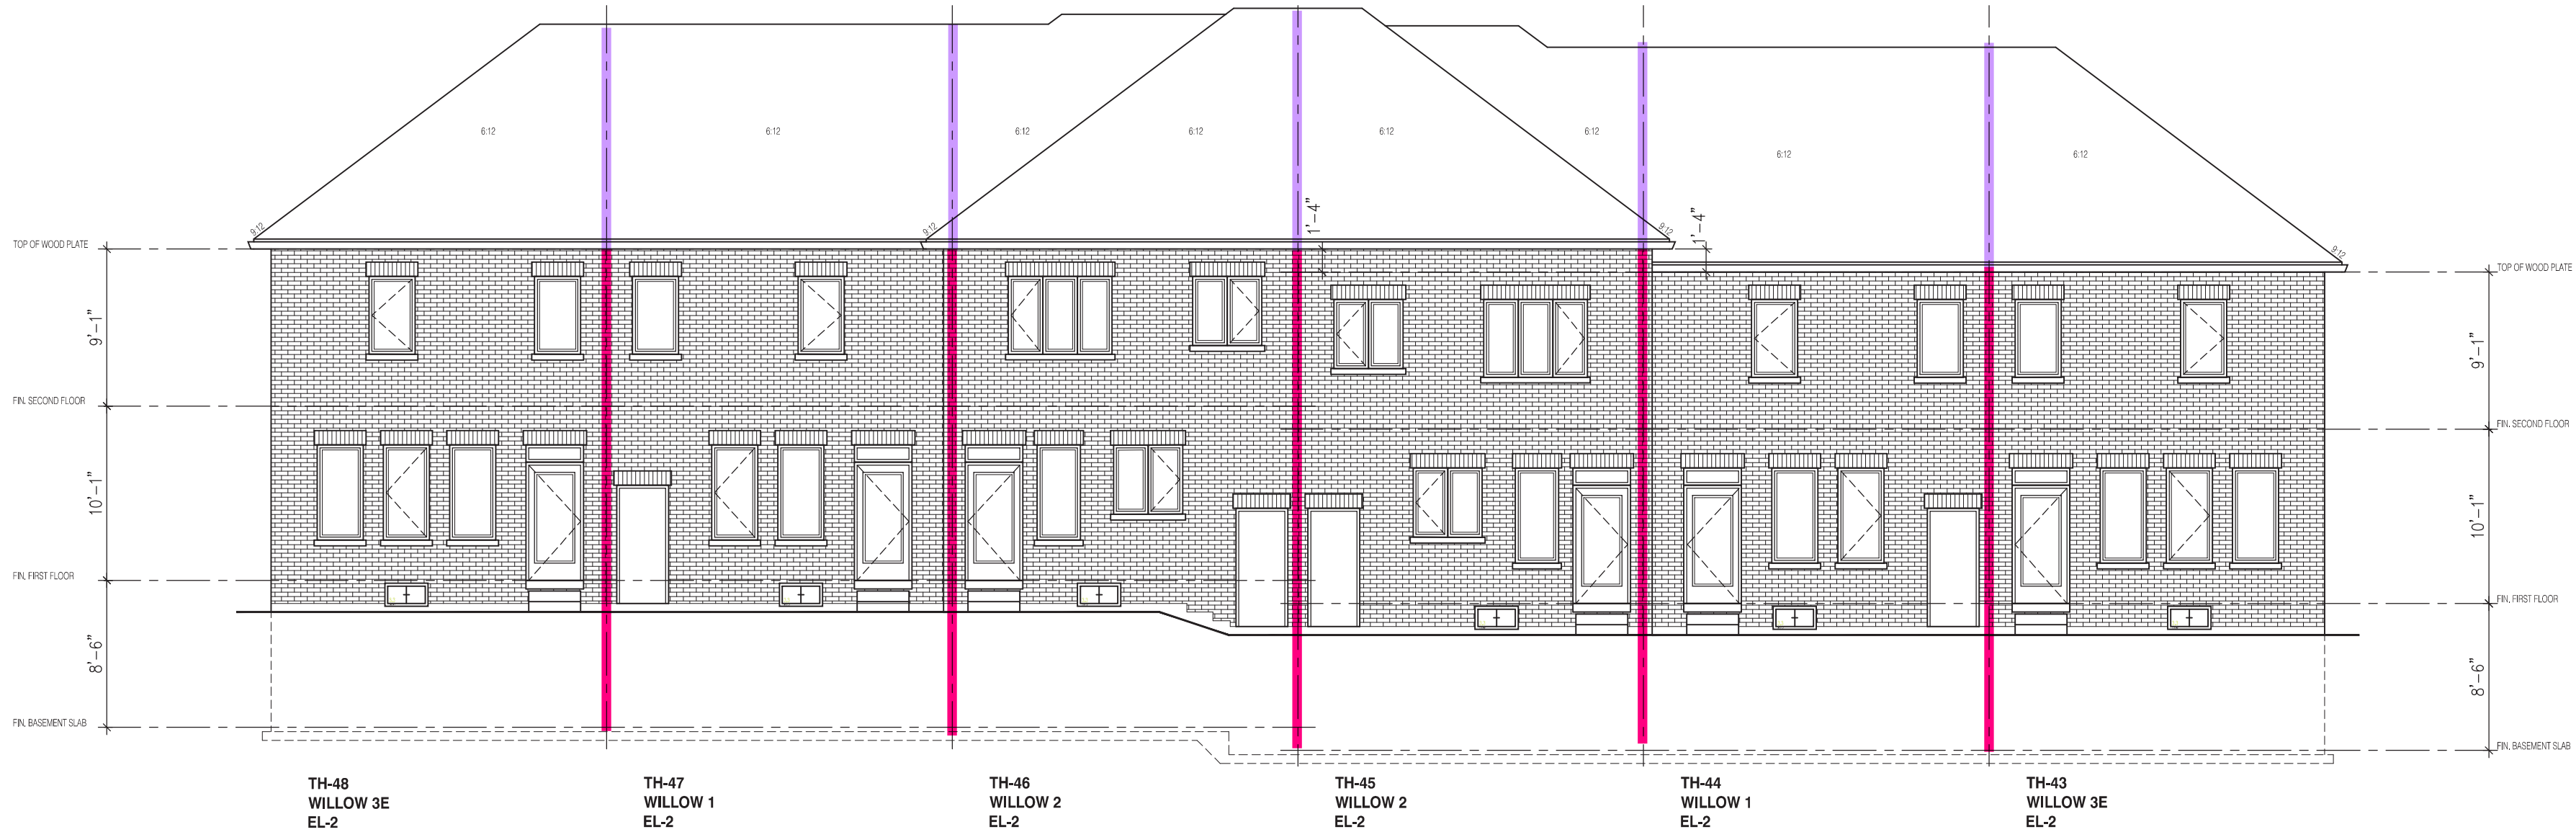 6:12
6:12
6:12
6:12
6:12
6:12
6:12
6:12
9:12
9:12
9:12
9:12
1'-4"
1'-4"
TOP OF WOOD PLATE
9'-1"
FIN. SECOND FLOOR
10'-1"
FIN. FIRST FLOOR
8'-6"
FIN. BASEMENT SLAB
TOP OF WOOD PLATE
9'-1"
FIN. SECOND FLOOR
10'-1"
FIN. FIRST FLOOR
8'-6"
FIN. BASEMENT SLAB
TH-48
WILLOW 3E
EL-2
TH-47
WILLOW 1
EL-2
TH-46
WILLOW 2
EL-2
TH-45
WILLOW 2
EL-2
TH-44
WILLOW 1
EL-2
TH-43
WILLOW 3E
EL-2